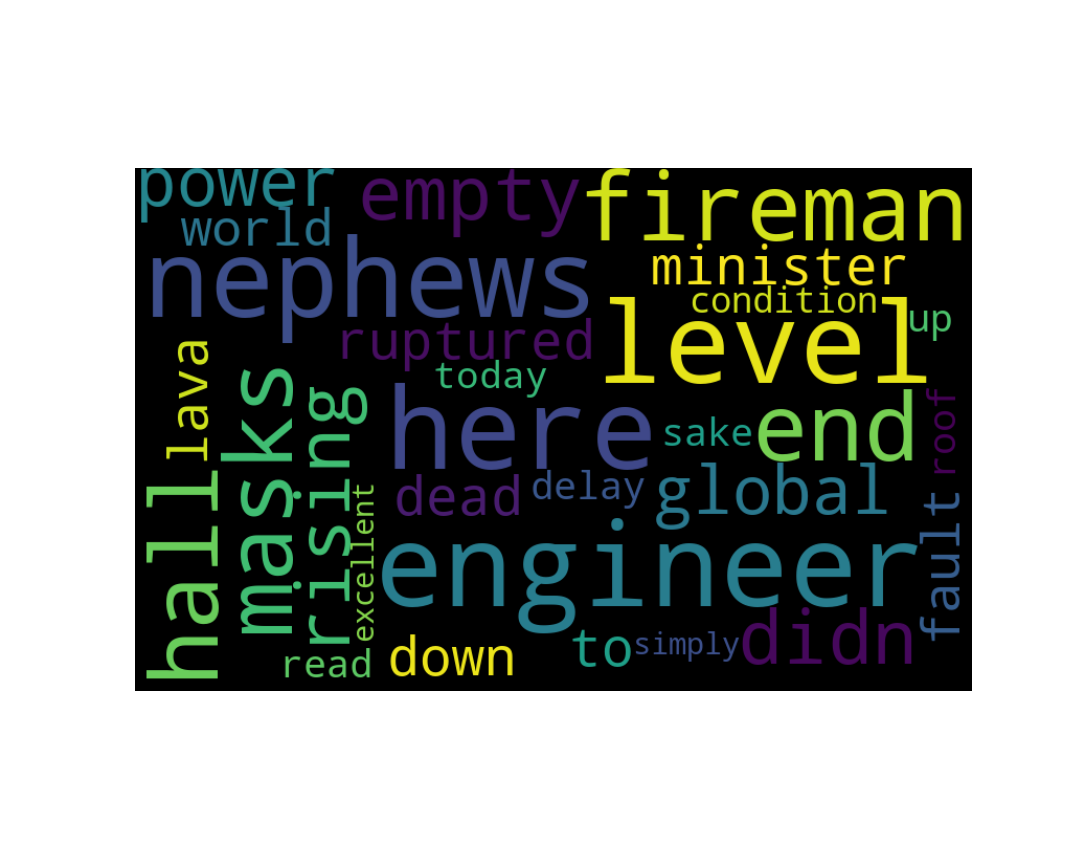 power
empty
fireman
world
nephews
minister
condition
level
up
ruptured
lava
today
masks
rising
here
sake
end
roof
hall
dead
delay
global
excellent
engineer
fault
read
down
to
simply
didn